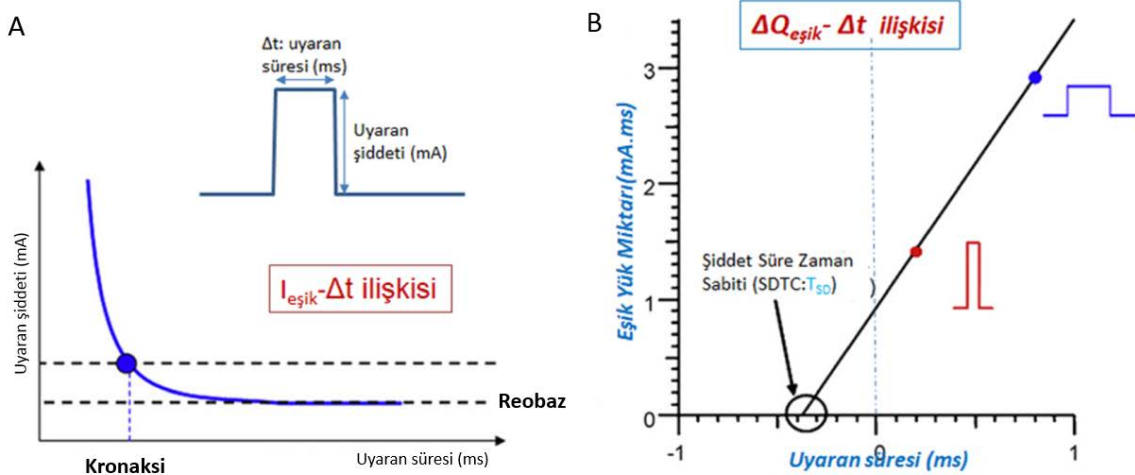 A
Δt: uyaran
süresi (ms)
Uyaran
şiddeti (mA)
Uyaran şiddeti (mA)
I eşik-Δt ilişkisi
Reobaz
Kronaksi
Uyaran süresi (ms)
B
ΔQeşik- Δt ilişkisi
Eşik Yük Miktarı(mA.ms)
3
2
1
0
Şiddet Süre Zaman
Sabiti (SDTC:TSD)
-1
0
1
Uyaran süresi (ms)